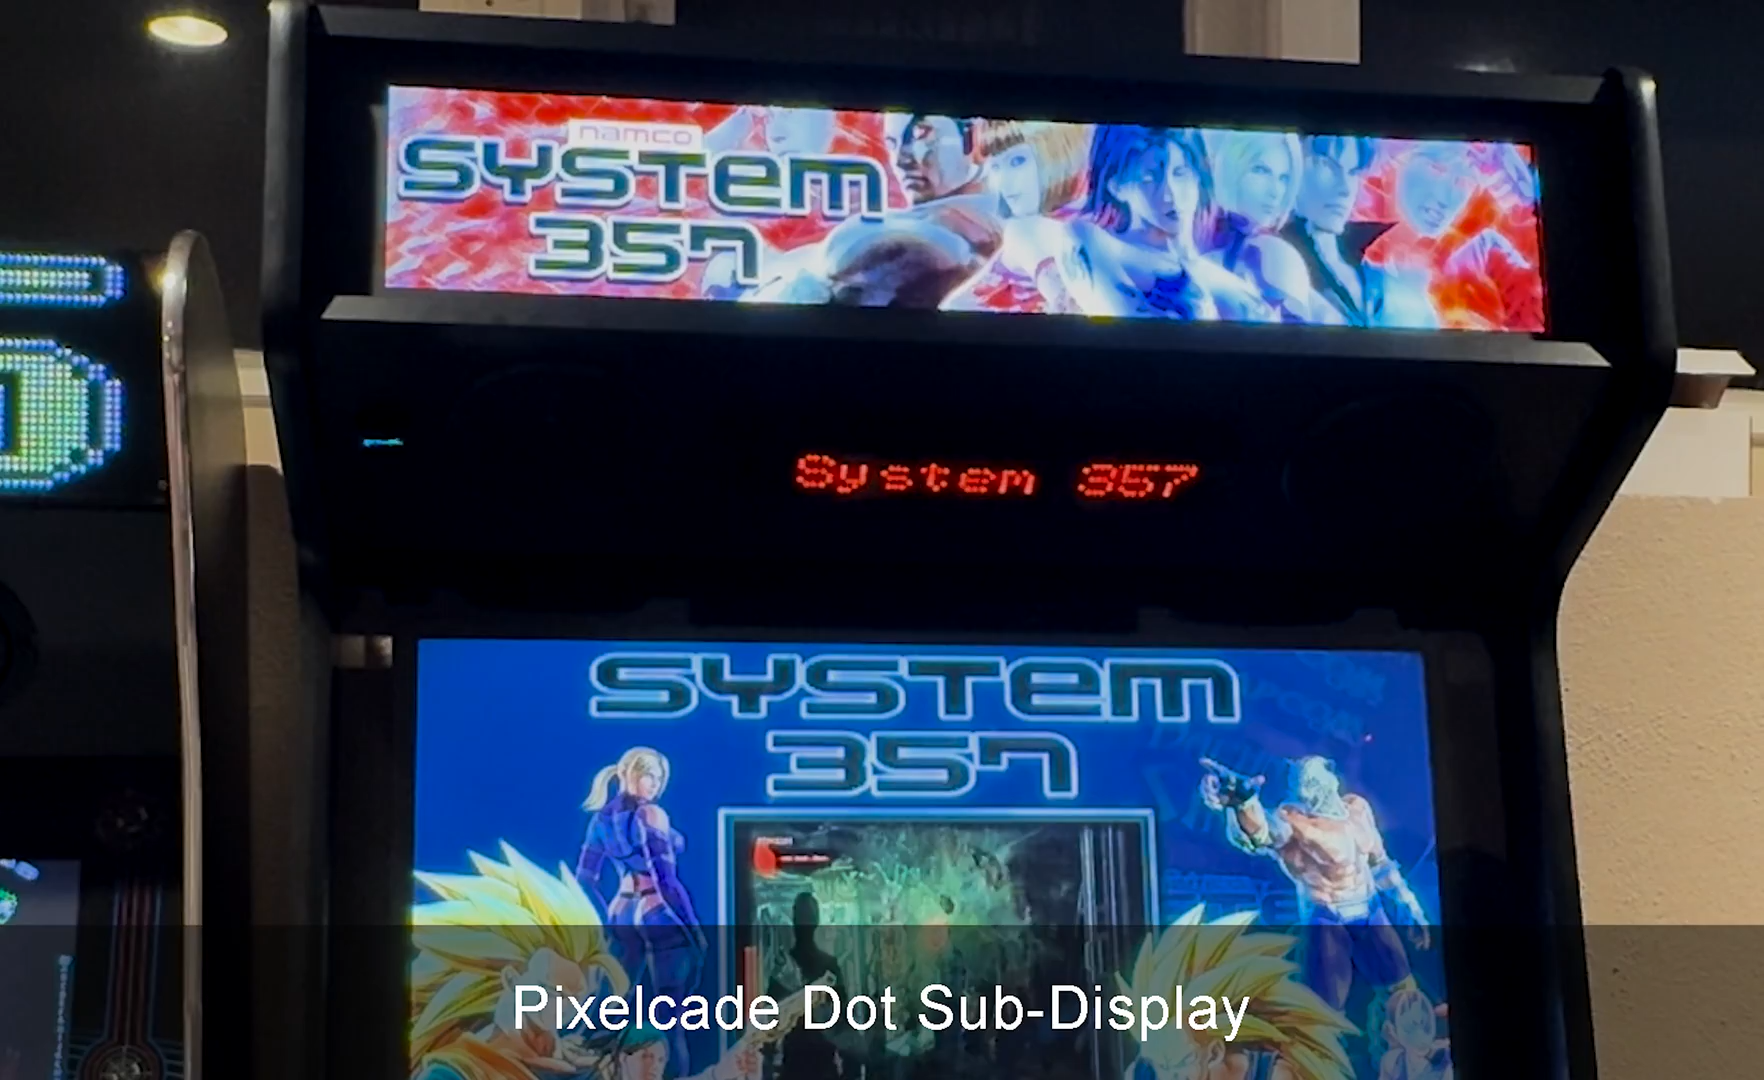 namco
SYSTEM
357
System 357
SYSTEM
357
Pixelcade Dot Sub-Display